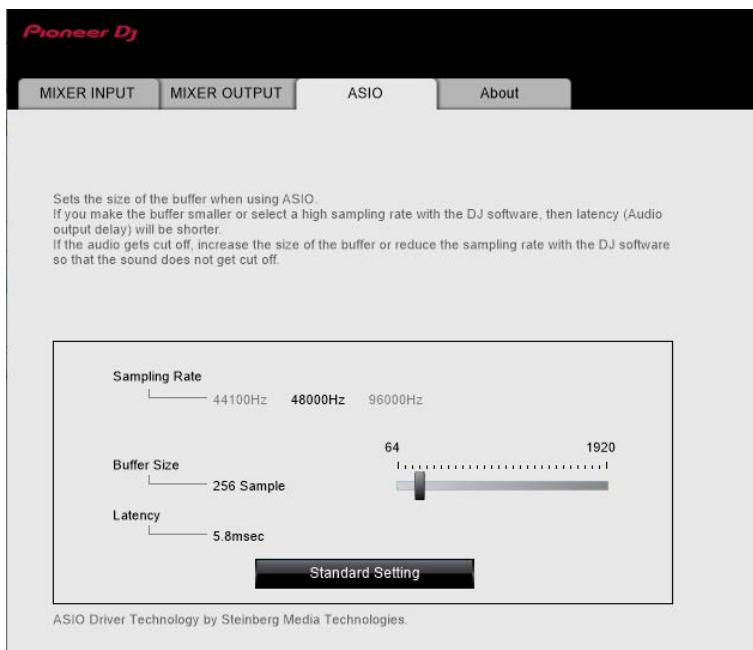 Pioneer Dj
MIXER INPUT MIXER OUTPUT ASIO About
Sets the size of the buffer when using ASIO.
If you make the buffer smaller or select a high sampling rate with the DJ software, then latency (Audio
output delay) will be shorter.
If the audio gets cut off, increase the size of the buffer or reduce the sampling rate with the DJ software
so that the sound does not get cut off.
Sampling Rate
44100Hz 48000Hz 96000Hz
64 1920
Buffer Size
256 Sample
Latency
5.8msec
Standard Setting
ASIO Driver Technology by Steinberg Media Technologies.